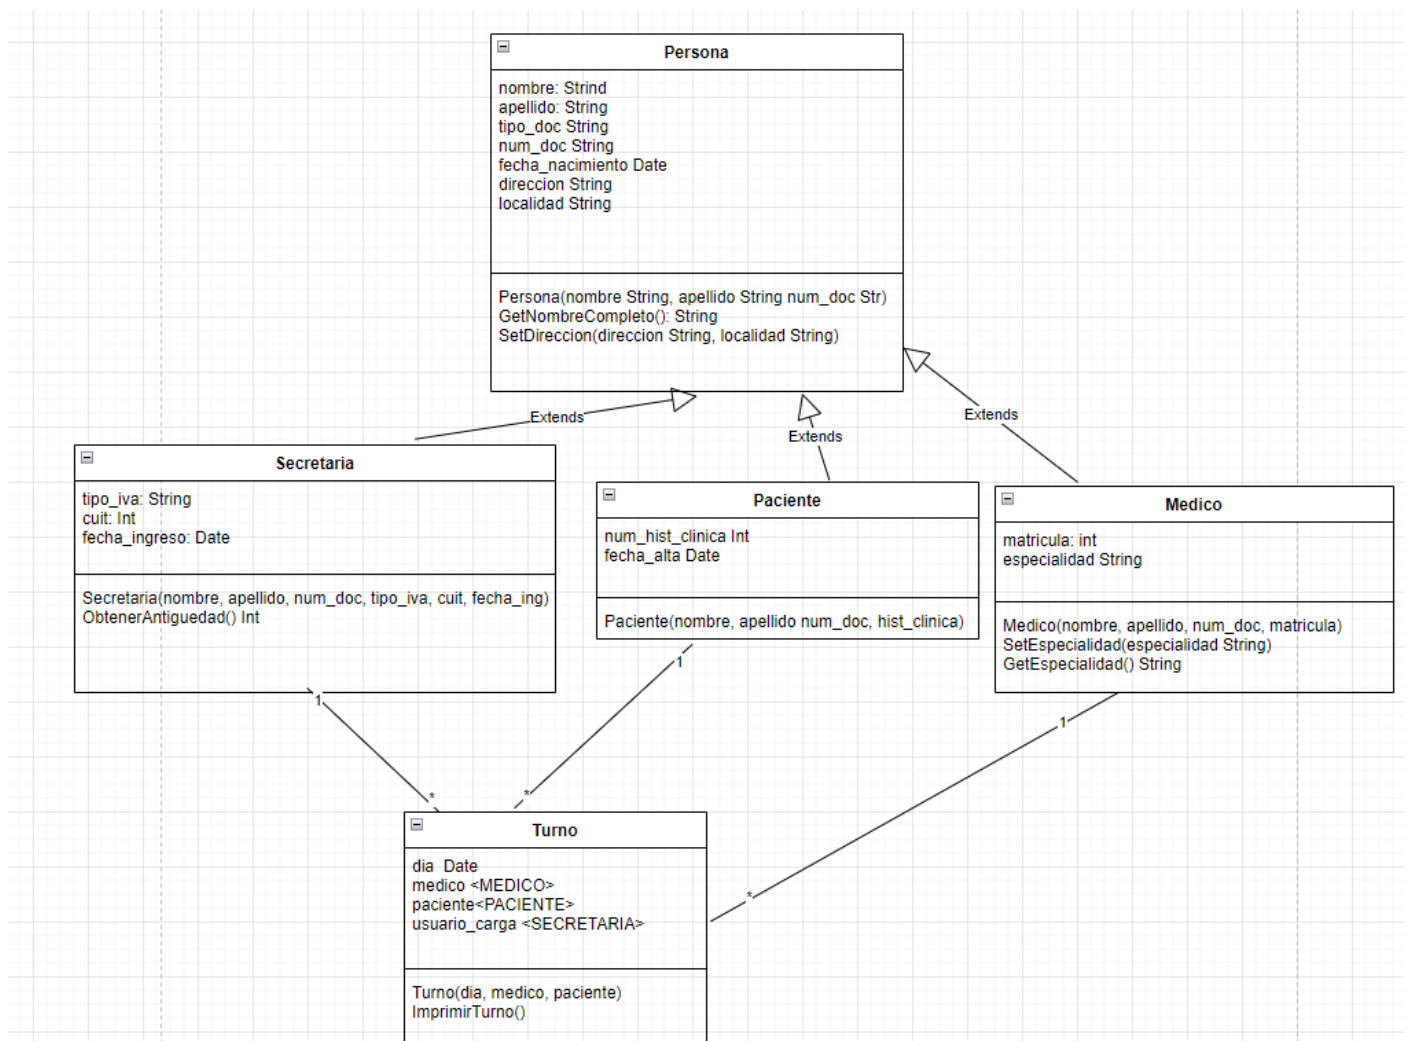 Persona
nombre: Strind
apellido: String
tipo_doc String
num_doc String
fecha_nacimiento Date
direccion String
localidad String
Persona(nombre String, apellido String num_doc Str)
GetNombreCompleto(): String
SetDireccion(direccion String, localidad String)
Extends
Extends
Extends
Secretaria
tipo_iva: String
cuit: Int
fecha_ingreso: Date
Secretaria(nombre, apellido, num_doc, tipo_iva, cuit, fecha_ing)
ObtenerAntiguedad() Int
Paciente
num_hist_clinica Int
fecha_alta Date
Paciente(nombre, apellido num_doc, hist_clinica)
Medico
matricula: int
especialidad String
Medico(nombre, apellido, num_doc, matricula)
SetEspecialidad(especialidad String)
GetEspecialidad() String
1
1
1
*
*
*
Turno
dia  Date
medico <MEDICO>
paciente<PACIENTE>
usuario_carga <SECRETARIA>
Turno(dia, medico, paciente)
ImprimirTurno()